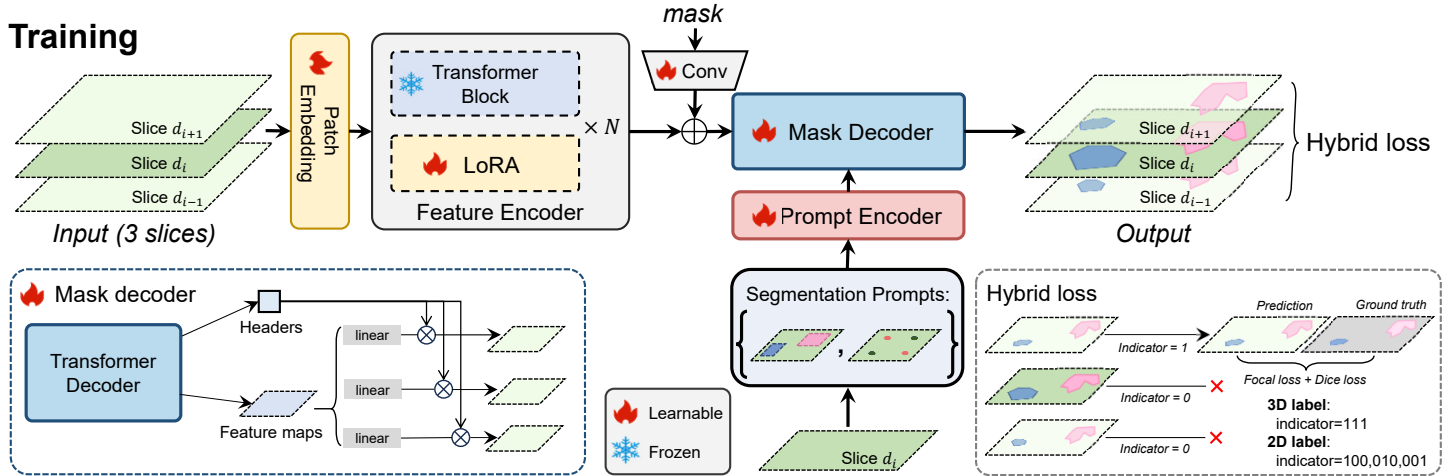 Training
Slice d_{i+1}
Slice d_i
Slice d_{i-1}
Input (3 slices)
Patch
Embedding
Transformer
Block
LoRA
× N
Feature Encoder
mask
Conv
Mask Decoder
Prompt Encoder
Segmentation Prompts:
{ , }
Slice d_i
Slice d_{i+1}
Slice d_i
Slice d_{i-1}
Output
Hybrid loss
Mask decoder
Transformer
Decoder
Headers
Feature maps
linear
linear
linear
Learnable
Frozen
Hybrid loss
Prediction
Ground truth
Indicator = 1
Indicator = 0
Indicator = 0
Focal loss + Dice loss
3D label:
indicator=111
2D label:
indicator=100,010,001